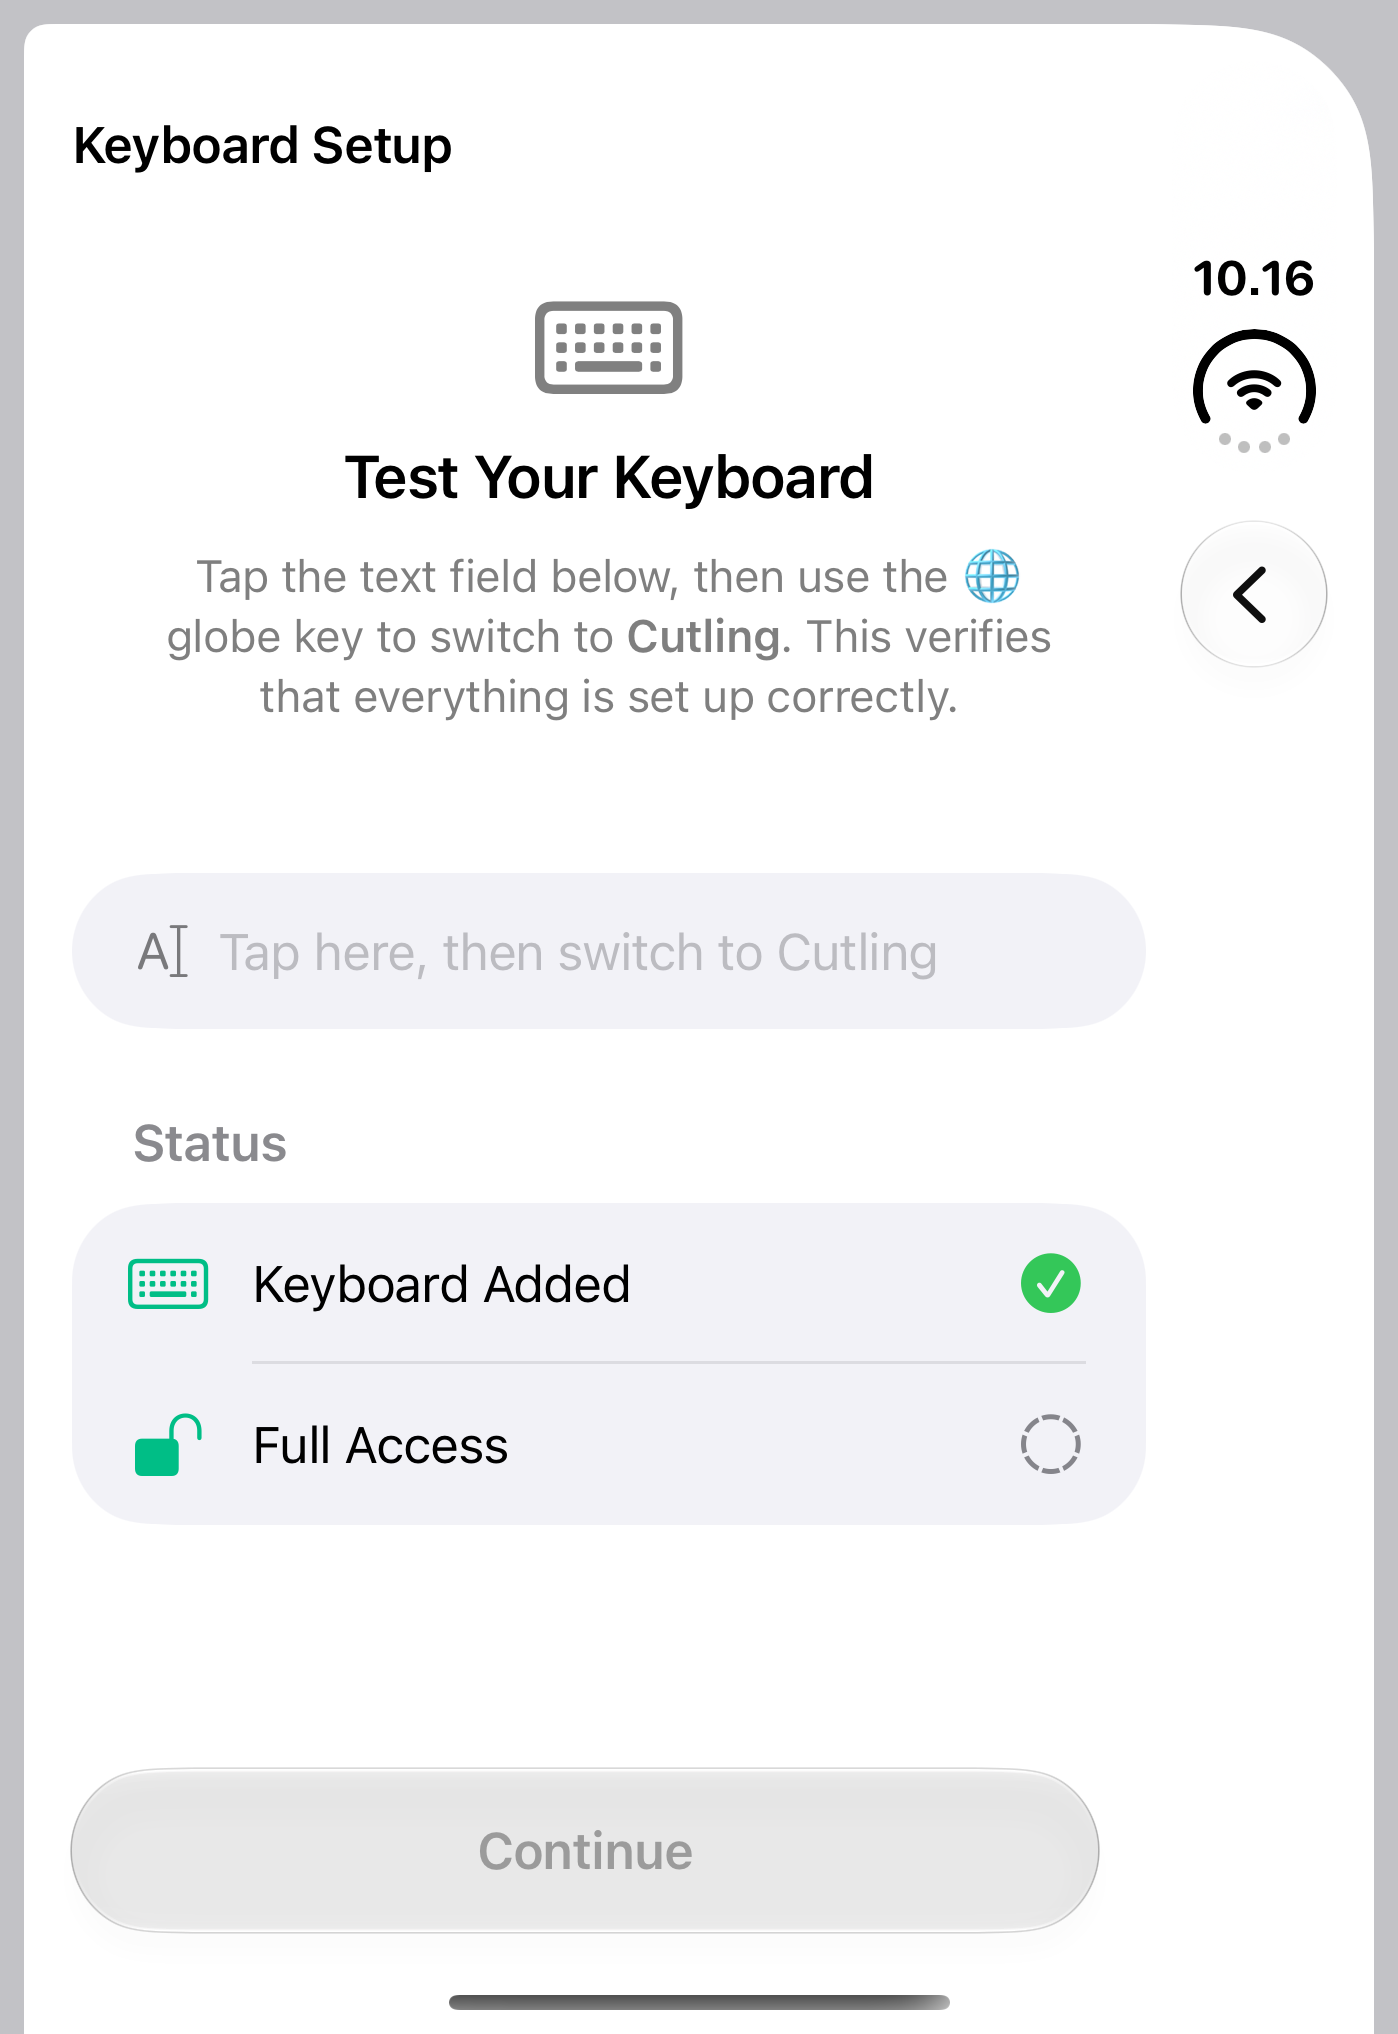 Keyboard Setup
10.16
Test Your Keyboard
Tap the text field below, then use the 🌐
globe key to switch to Cutling. This verifies
that everything is set up correctly.
Tap here, then switch to Cutling
Status
Keyboard Added
Full Access
Continue